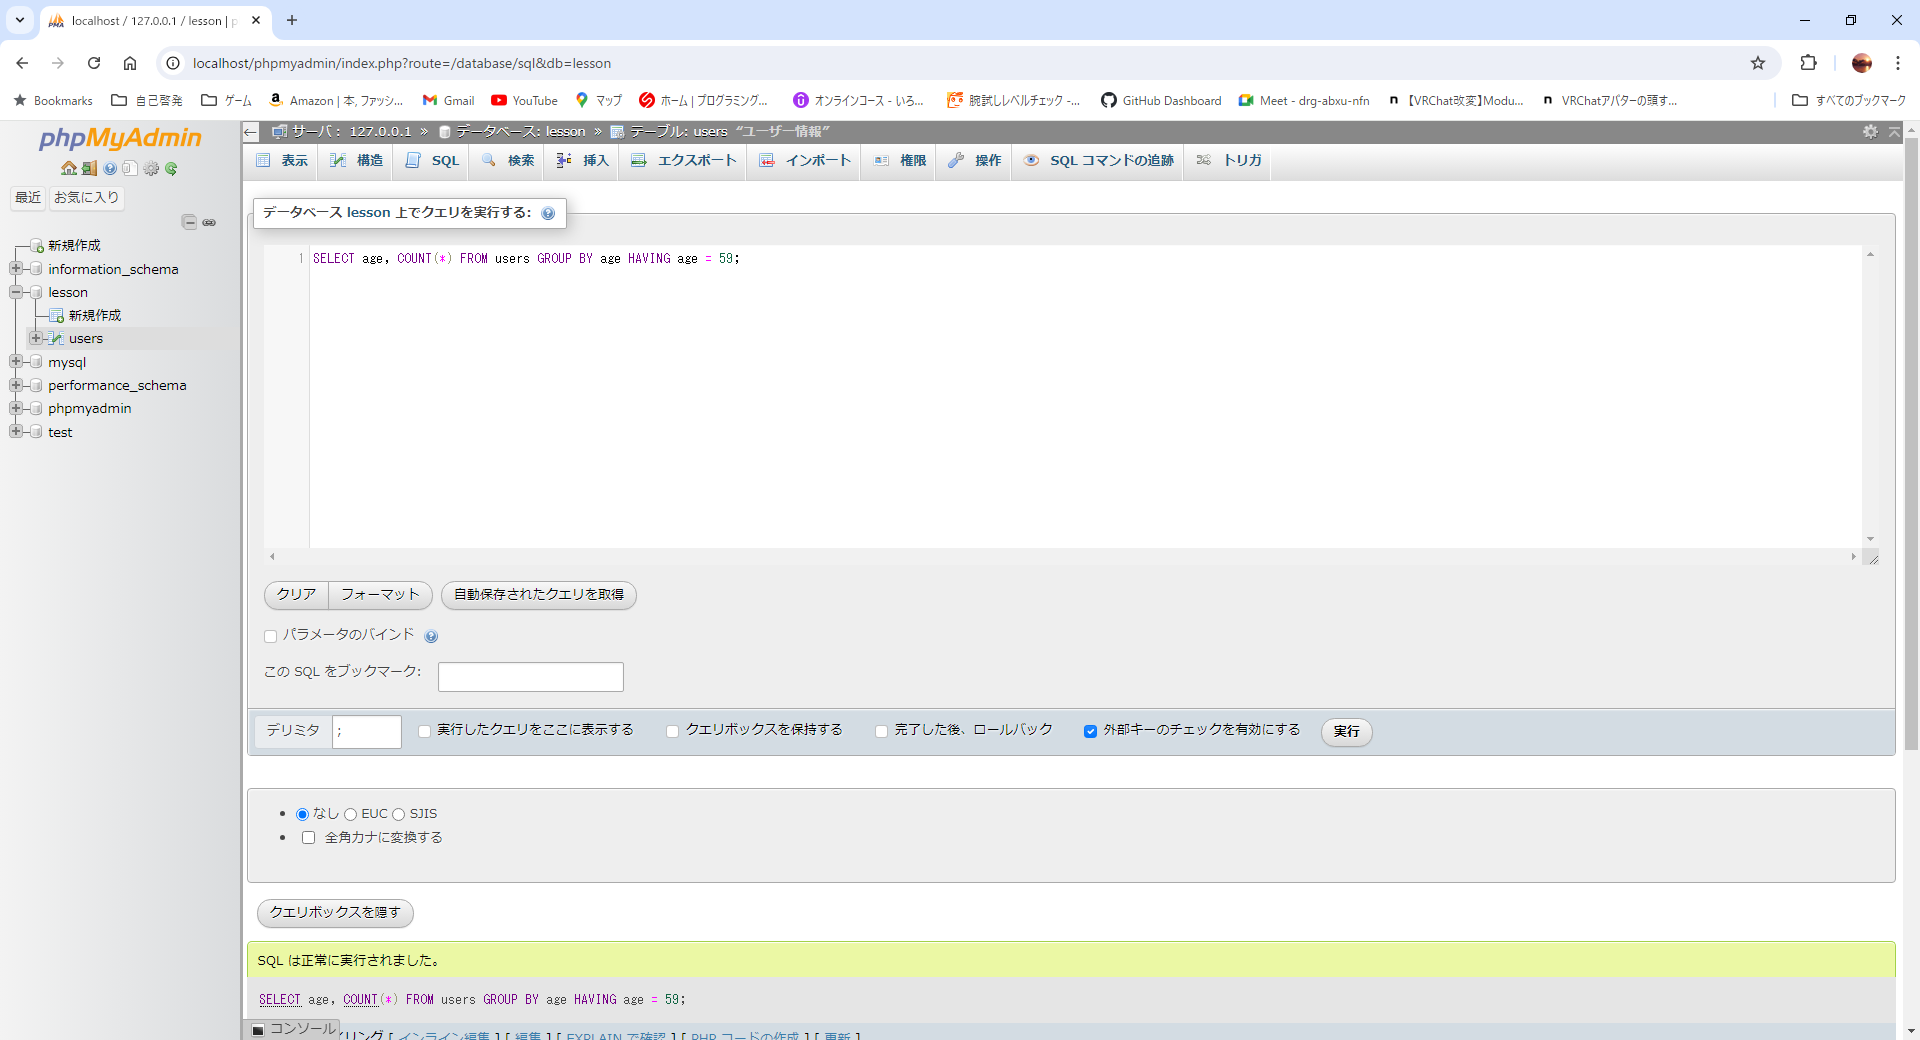 localhost / 127.0.0.1 / lesson | p
localhost/phpmyadmin/index.php?route=/database/sql&db=lesson
Bookmarks 自己啓発 ゲーム Amazon | 本, ファッシ... Gmail YouTube マップ ホーム | プログラミング... オンラインコース - いろ... 腕試しレベルチェック -... GitHub Dashboard Meet - drg-abxu-nfn 【VRChat改変】Modu... VRChatアバターの頭す... すべてのブックマーク
phpMyAdmin
最近 お気に入り
新規作成
information_schema
lesson
新規作成
users
mysql
performance_schema
phpmyadmin
test
サーバ: 127.0.0.1 » データベース: lesson » テーブル: users “ユーザー情報”
表示 構造 SQL 検索 挿入 エクスポート インポート 権限 操作 SQL コマンドの追跡 トリガ
データベース lesson 上でクエリを実行する:
1 SELECT age, COUNT(*) FROM users GROUP BY age HAVING age = 59;
クリア フォーマット 自動保存されたクエリを取得
パラメータのバインド
この SQL をブックマーク:
デリミタ ; 実行したクエリをここに表示する クエリボックスを保持する 完了した後、ロールバック 外部キーのチェックを有効にする 実行
なし EUC SJIS
全角カナに変換する
クエリボックスを隠す
SQL は正常に実行されました。
SELECT age, COUNT(*) FROM users GROUP BY age HAVING age = 59;
コンソール イリング [ インライン編集 ] [ 編集 ] [ EXPLAIN で確認 ] [ PHP コードの作成 ] [ 更新 ]